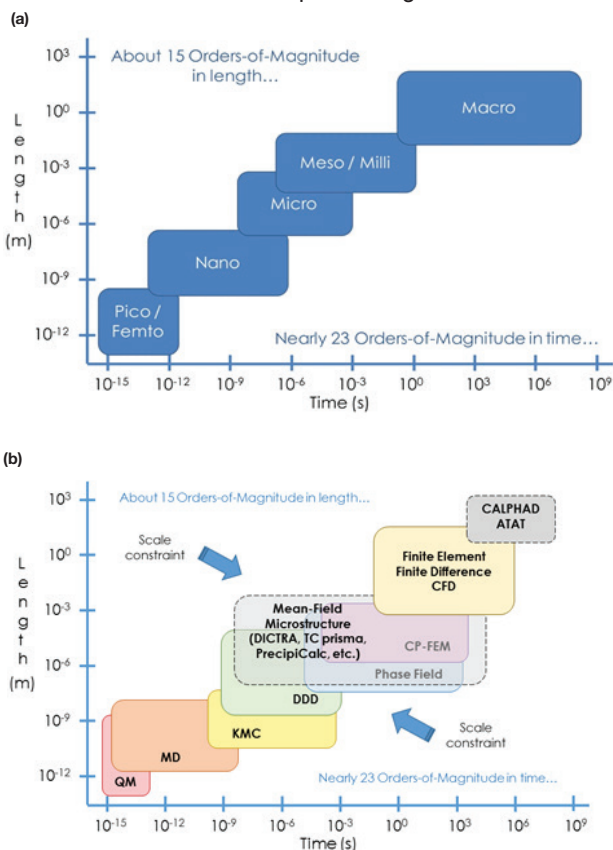 (a)
About 15 Orders-of-Magnitude
in length...
Length
(m)
10³
10⁰
10⁻³
10⁻⁶
10⁻⁹
10⁻¹²
Macro
Meso / Milli
Micro
Nano
Pico /
Femto
Nearly 23 Orders-of-Magnitude in time...
10⁻¹⁵ 10⁻¹² 10⁻⁹ 10⁻⁶ 10⁻³ 10⁰ 10³ 10⁶ 10⁹
Time (s)
(b)
About 15 Orders-of-Magnitude in length...
Length
(m)
10³
10⁰
10⁻³
10⁻⁶
10⁻⁹
10⁻¹²
CALPHAD
ATAT
Scale
constraint
Finite Element
Finite Difference
CFD
Mean-Field
Microstructure
(DICTRA, TC prisma,
PrecipiCalc, etc.)
CP-FEM
Phase Field
DDD
KMC
Scale
constraint
MD
QM
Nearly 23 Orders-of-Magnitude in time...
10⁻¹⁵ 10⁻¹² 10⁻⁹ 10⁻⁶ 10⁻³ 10⁰ 10³ 10⁶ 10⁹
Time (s)